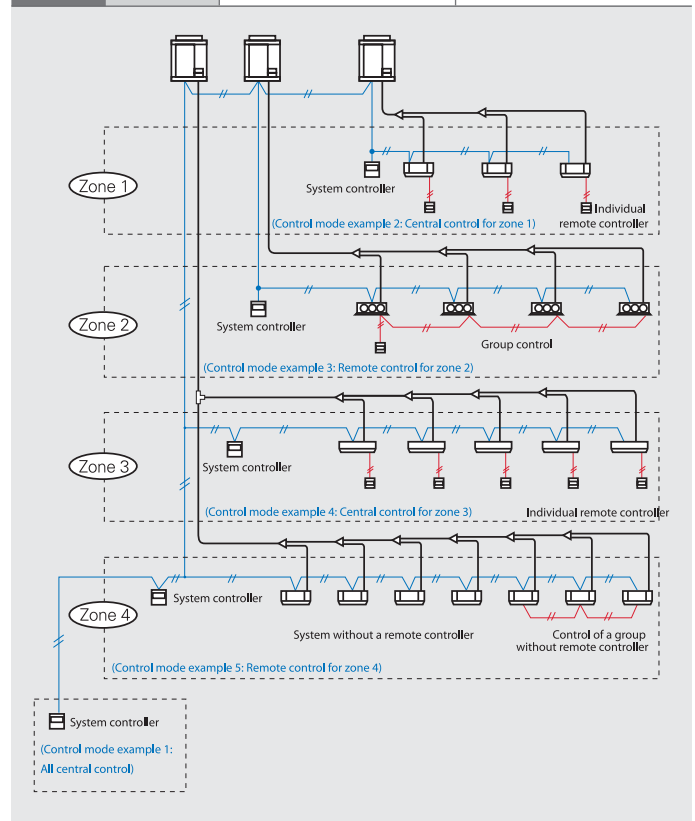 Zone 1
System controller
Individual
remote controller
(Control mode example 2: Central control for zone 1)
Zone 2
System controller
Group control
(Control mode example 3: Remote control for zone 2)
Zone 3
System controller
(Control mode example 4: Central control for zone 3)
Individual remote controller
Zone 4
System controller
System without a remote controller
Control of a group
without remote controller
(Control mode example 5: Remote control for zone 4)
System controller
(Control mode example 1:
All central control)